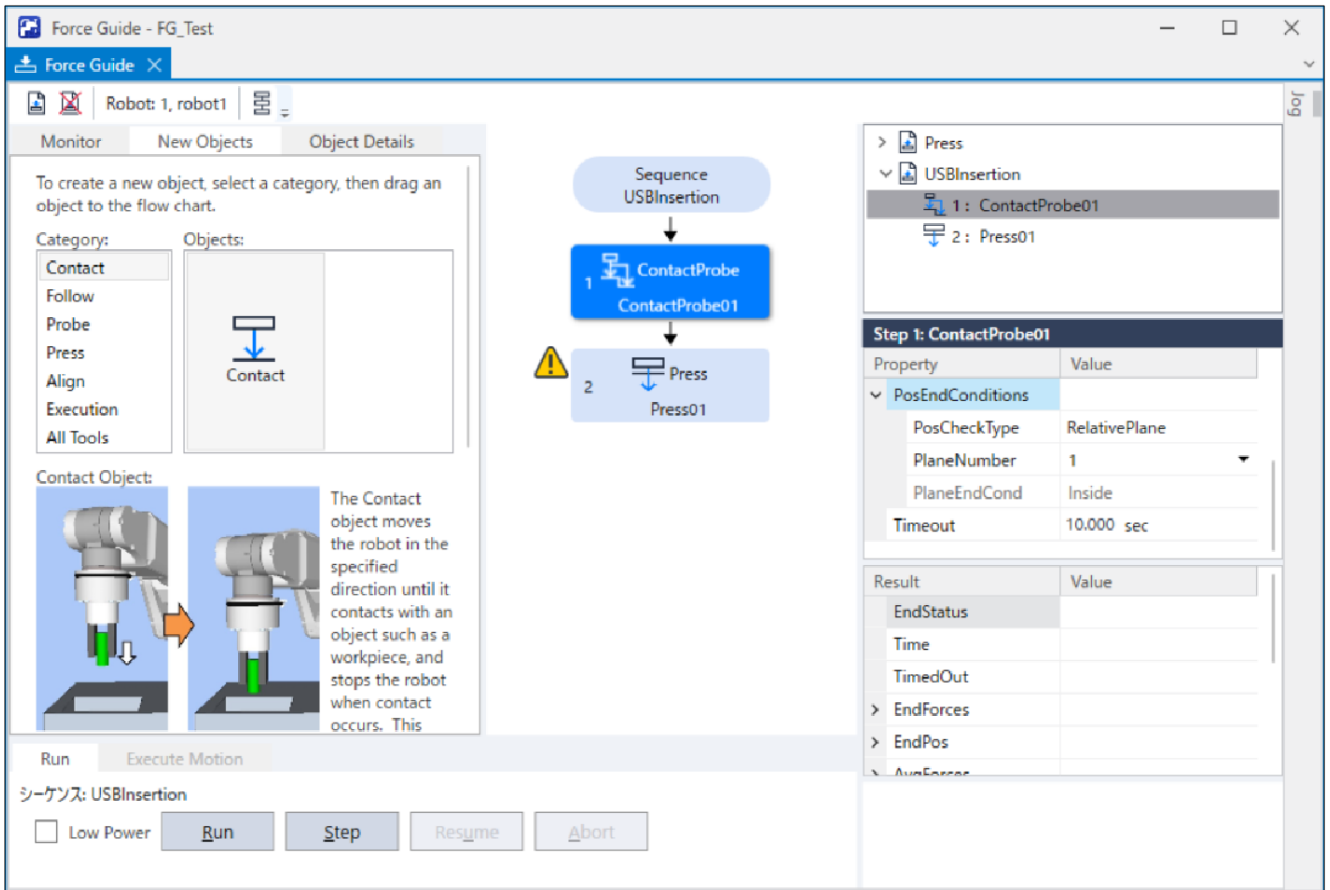 Force Guide - FG_Test
Force Guide
Robot: 1, robot1
Jog
Monitor
New Objects
Object Details
To create a new object, select a category, then drag an
object to the flow chart.
Category:
Objects:
Contact
Follow
Probe
Press
Align
Execution
All Tools
Contact
Contact Object:
The Contact
object moves
the robot in the
specified
direction until it
contacts with an
object such as a
workpiece, and
stops the robot
when contact
occurs. This
Sequence
USBInsertion
1 ContactProbe
ContactProbe01
2 Press
Press01
Press
USBInsertion
1 : ContactProbe01
2 : Press01
Step 1: ContactProbe01
Property Value
PosEndConditions
PosCheckType RelativePlane
PlaneNumber 1
PlaneEndCond Inside
Timeout 10.000 sec
Result Value
EndStatus
Time
TimedOut
EndForces
EndPos
AvgForces
Run
Execute Motion
シーケンス: USBInsertion
Low Power
Run
Step
Resume
Abort